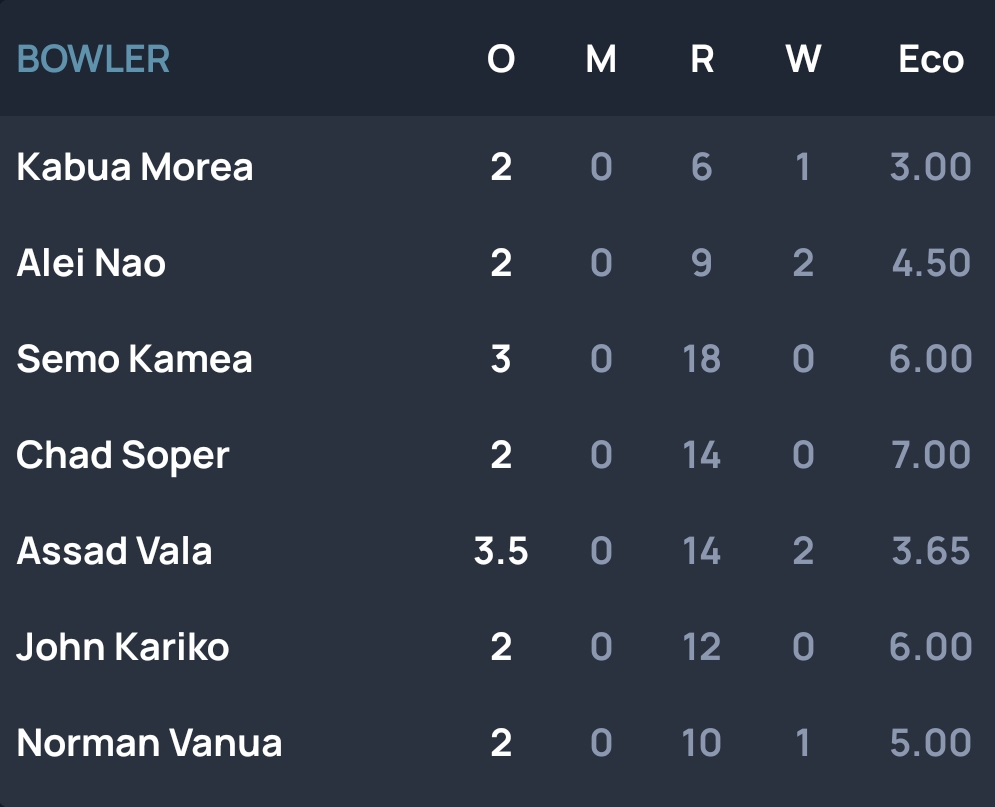 BOWLER O M R W Eco
Kabua Morea 2 0 6 1 3.00
Alei Nao 2 0 9 2 4.50
Semo Kamea 3 0 18 0 6.00
Chad Soper 2 0 14 0 7.00
Assad Vala 3.5 0 14 2 3.65
John Kariko 2 0 12 0 6.00
Norman Vanua 2 0 10 1 5.00